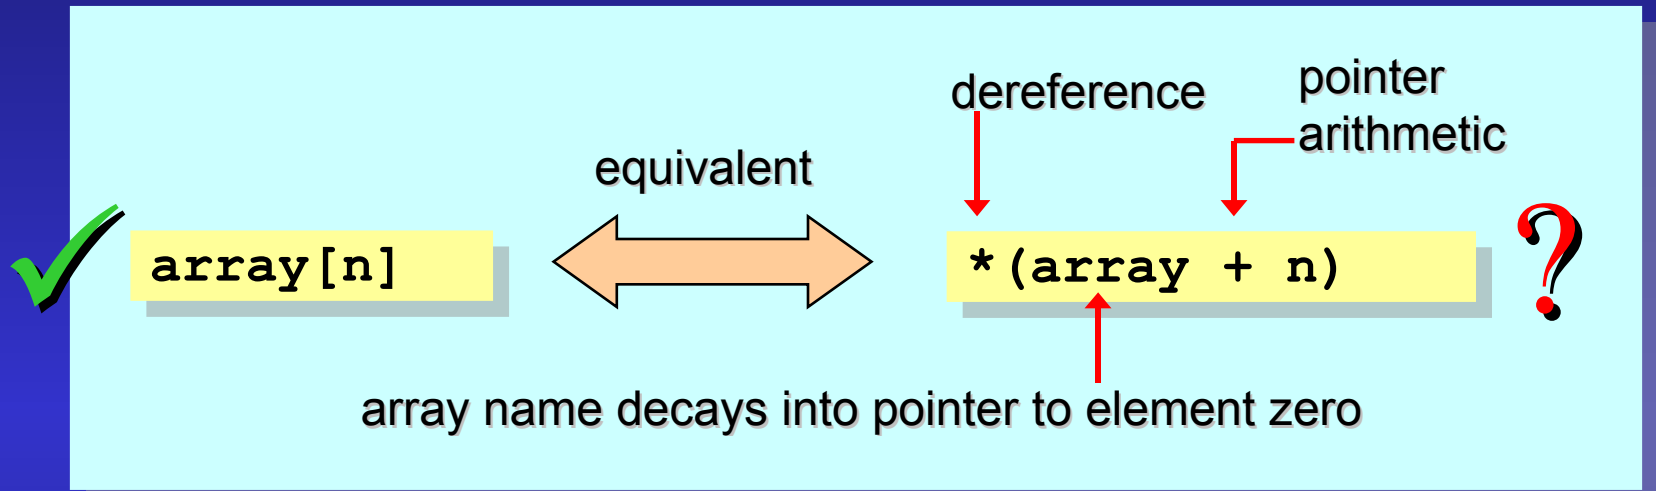 dereference
pointer
arithmetic
equivalent
array[n]
*(array + n)
?
array name decays into pointer to element zero